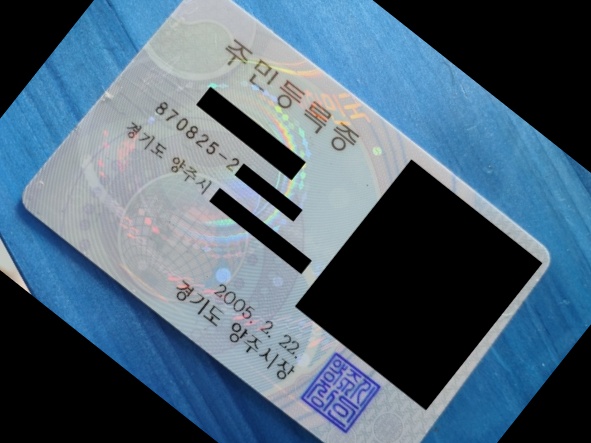 주민등록증
870825-2
경기도 양주시
2005. 2. 22.
경기도 양주시장